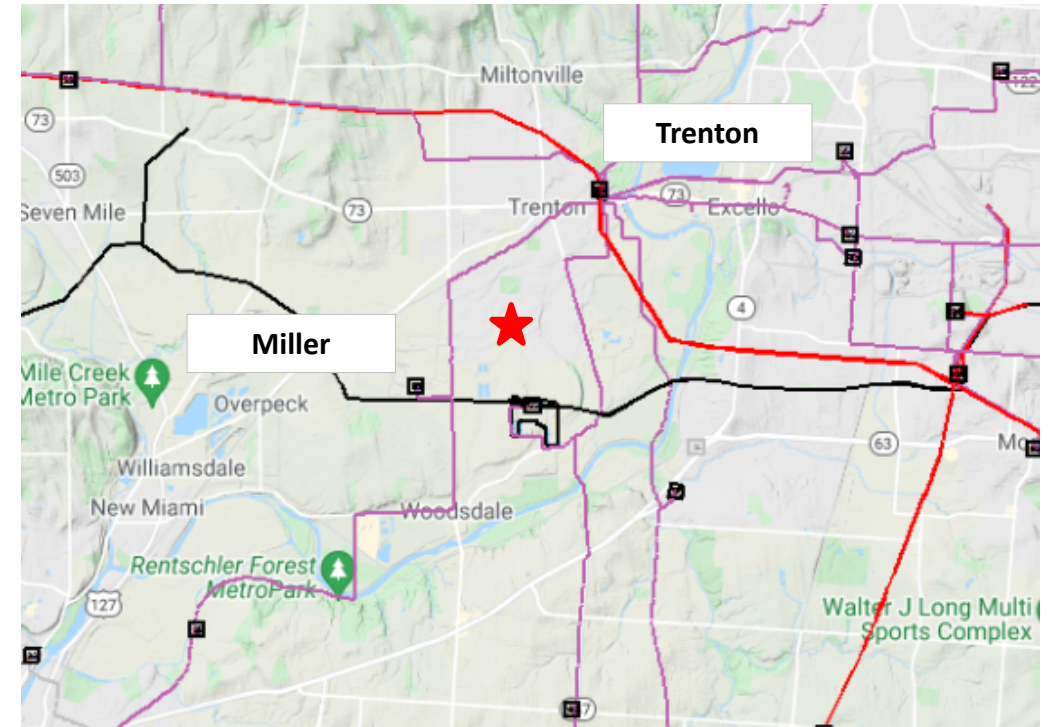 Miltonville
122
73
Trenton
503
Seven Mile
73
Trenton
73
Excello
4
Miller
Mile Creek
Metro Park
Overpeck
63
Mo
Williamsdale
New Miami
Woodsdale
Rentschler Forest
MetroPark
127
Walter J Long Multi
Sports Complex